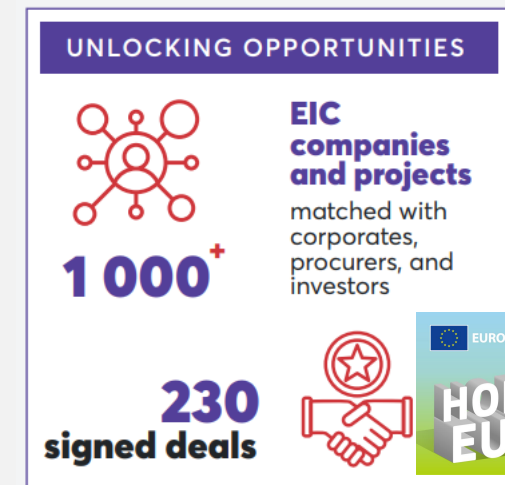 UNLOCKING OPPORTUNITIES
EIC
companies
and projects
matched with
corporates,
procurers, and
investors
1 000+
230
signed deals